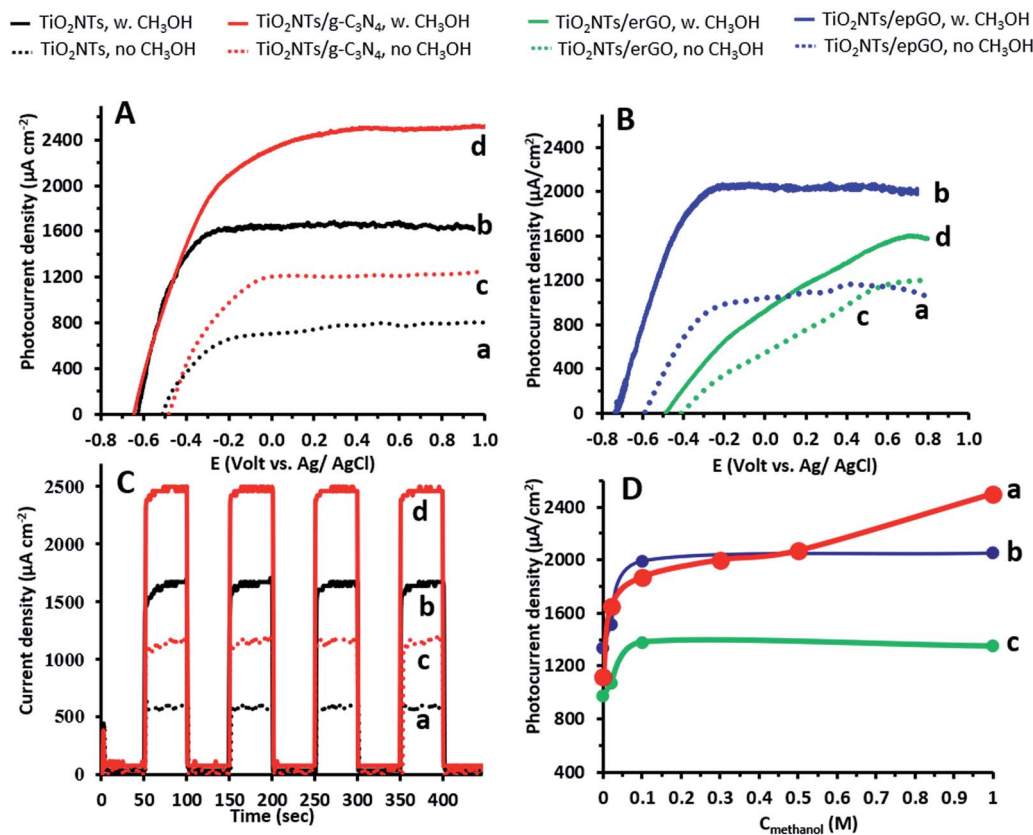 TiO₂NTs, w. CH₃OH
TiO₂NTs/g-C₃N₄, w. CH₃OH
TiO₂NTs/erGO, w. CH₃OH
TiO₂NTs/epGO, w. CH₃OH
TiO₂NTs, no CH₃OH
TiO₂NTs/g-C₃N₄, no CH₃OH
TiO₂NTs/erGO, no CH₃OH
TiO₂NTs/epGO, no CH₃OH
A
Photocurrent density (µA cm⁻²)
2400
2000
1600
1200
800
400
0
d
b
c
a
-0.8 -0.6 -0.4 -0.2 0.0 0.2 0.4 0.6 0.8 1.0
E (Volt vs. Ag/ AgCl)
B
Photocurrent density (µA/cm²)
2400
2000
1600
1200
800
400
0
b
d
c
a
-0.8 -0.6 -0.4 -0.2 0.0 0.2 0.4 0.6 0.8 1.0
E (Volt vs. Ag/ AgCl)
C
Current density (µA cm⁻²)
2500
2000
1500
1000
500
0
d
b
c
a
0 50 100 150 200 250 300 350 400
Time (sec)
D
Photocurrent density (µA/cm²)
2400
2000
1600
1200
800
400
a
b
c
0 0.1 0.2 0.3 0.4 0.5 0.6 0.7 0.8 0.9 1
Cmethanol (M)